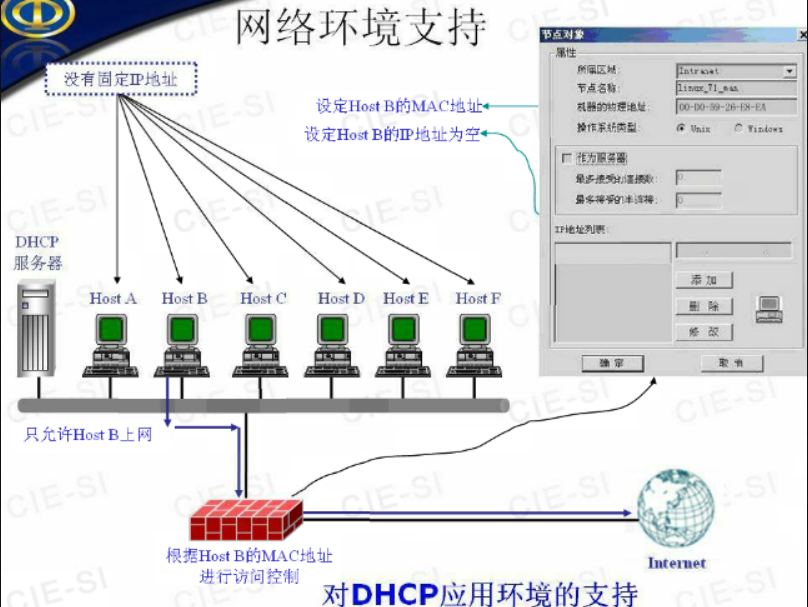 网络环境支持
没有固定IP地址
设定Host B的MAC地址
设定Host B的IP地址为空
节点对象
属性
所属区域:
Intranet
节点名称:
linux_71_man
机器的物理地址:
00-D0-59-26-E8-EA
操作系统类型:
Unix
Windows
作为服务器
最多接受的连接数:
0
最多接受的半连接:
0
IP地址列表:
添 加
删 除
修 改
确 定
取 消
DHCP
服务器
Host A
Host B
Host C
Host D
Host E
Host F
只允许Host B上网
根据Host B的MAC地址
进行访问控制
Internet
对DHCP应用环境的支持
CIE-SI